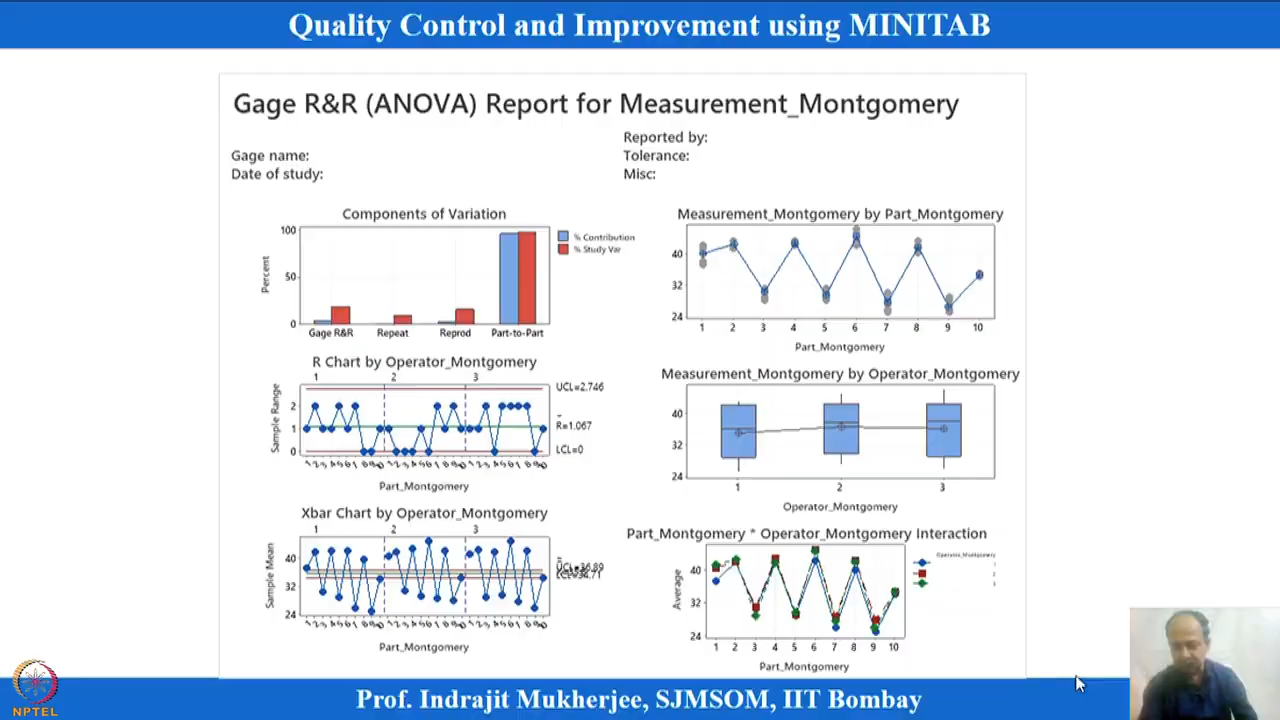 Quality Control and Improvement using MINITAB
Gage R&R (ANOVA) Report for Measurement_Montgomery
Reported by:
Gage name:
Tolerance:
Date of study:
Misc:
Components of Variation
100
50
0
Percent
% Contribution
% Study Var
Gage R&R Repeat Reprod Part-to-Part
Measurement_Montgomery by Part_Montgomery
40
32
24
1 2 3 4 5 6 7 8 9 10
Part_Montgomery
R Chart by Operator_Montgomery
1 2 3
Sample Range
2
1
0
UCL=2.746
R=1.067
LCL=0
Part_Montgomery
Measurement_Montgomery by Operator_Montgomery
40
32
24
1 2 3
Operator_Montgomery
Xbar Chart by Operator_Montgomery
1 2 3
Sample Mean
40
32
24
UCL=36.89
Part_Montgomery
Part_Montgomery * Operator_Montgomery Interaction
Average
40
32
24
Operator_Montgomery
1 2 3 4 5 6 7 8 9 10
Part_Montgomery
NPTEL
Prof. Indrajit Mukherjee, SJMSOM, IIT Bombay